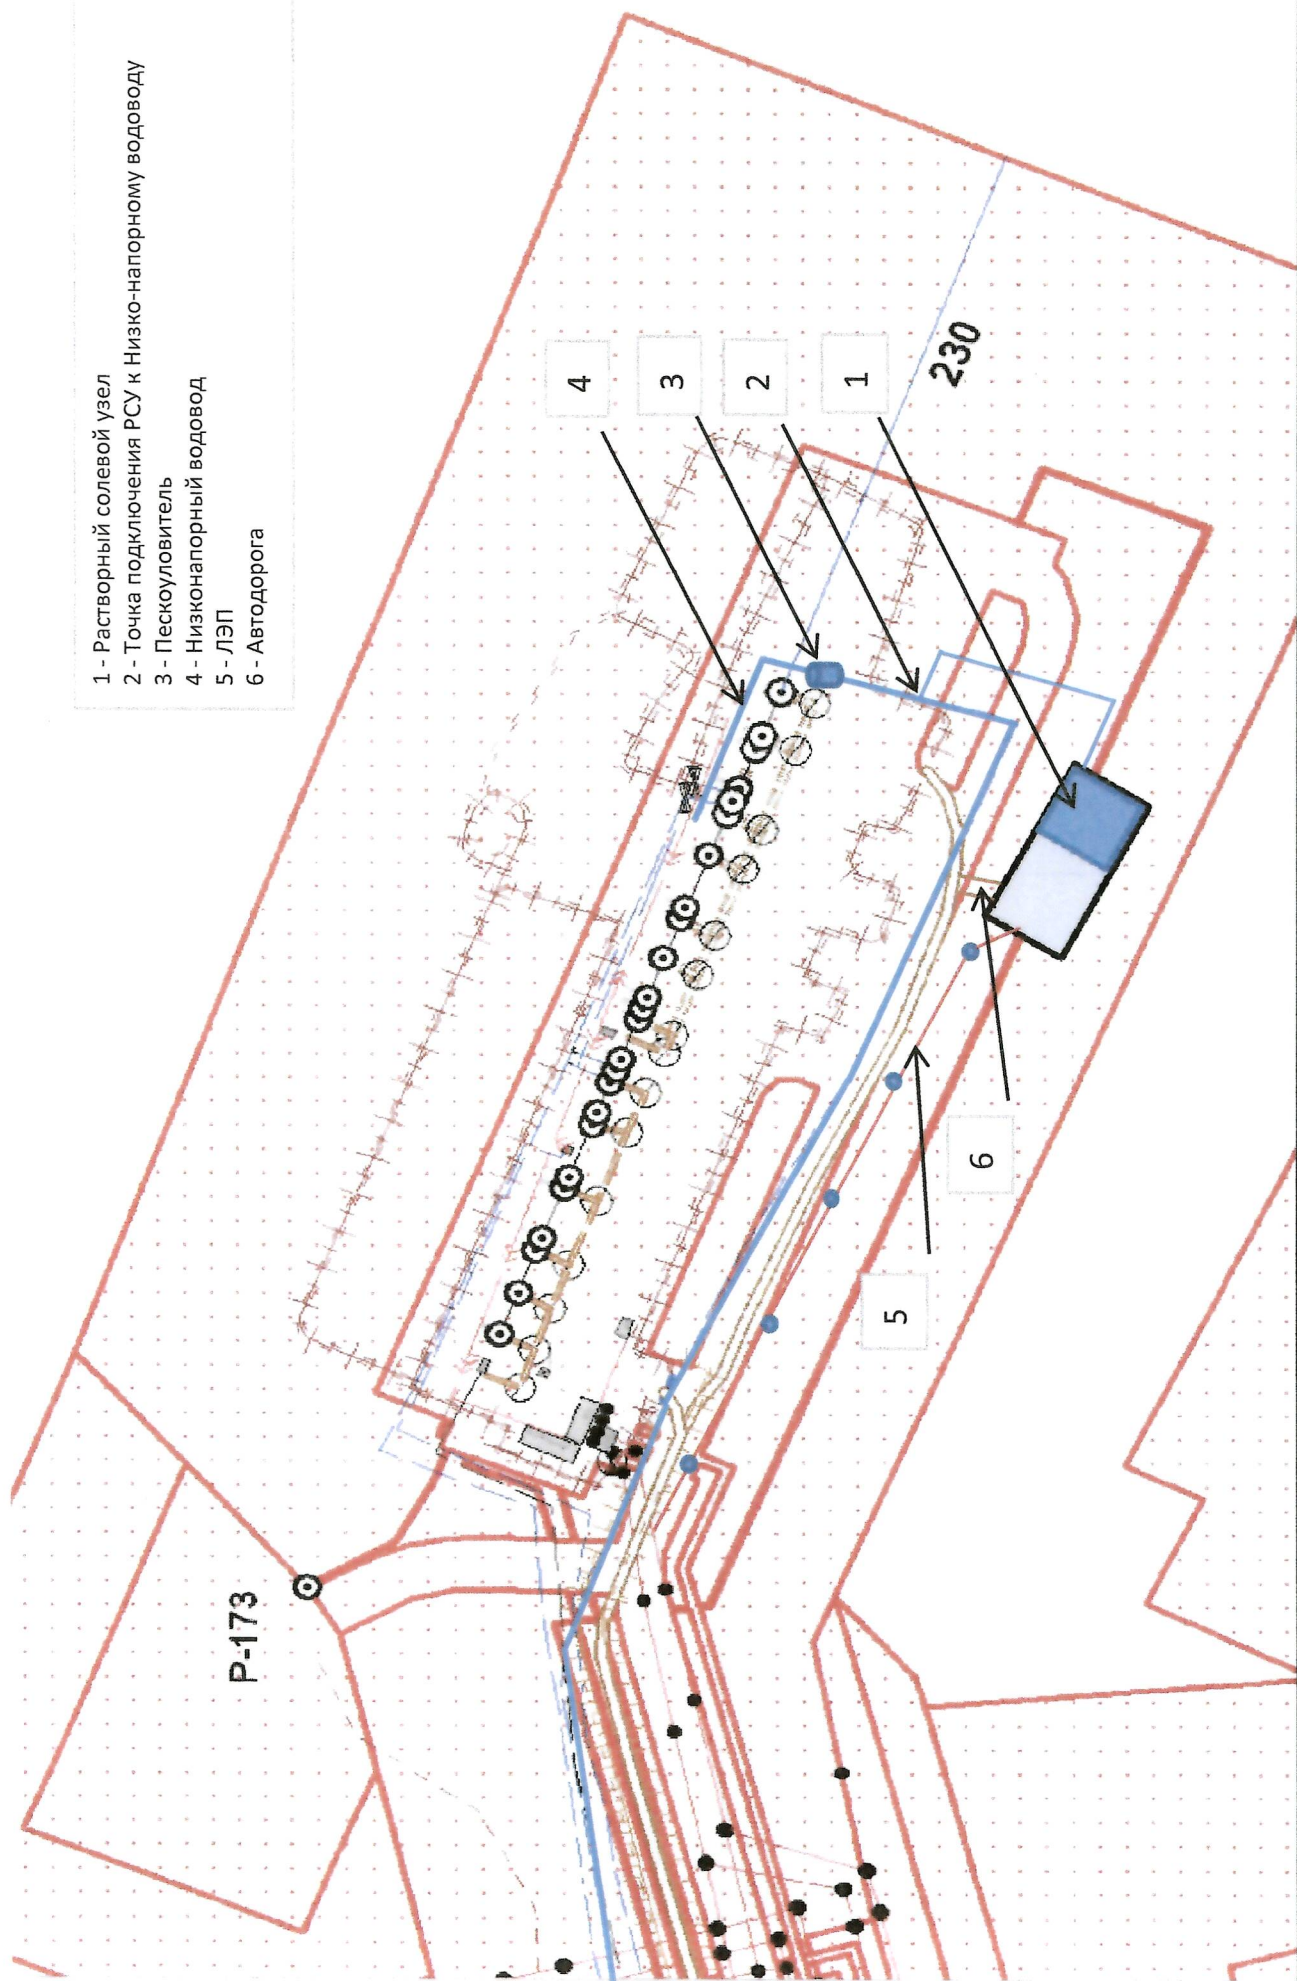 1 - Растворный солевой узел
2 - Точка подключения РСУ к Низко-напорному водоводу
3 - Пескоуловитель
4 - Низконапорный водовод
5 - ЛЭП
6 - Автодорога
4
3
2
1
230
6
5
Р-173